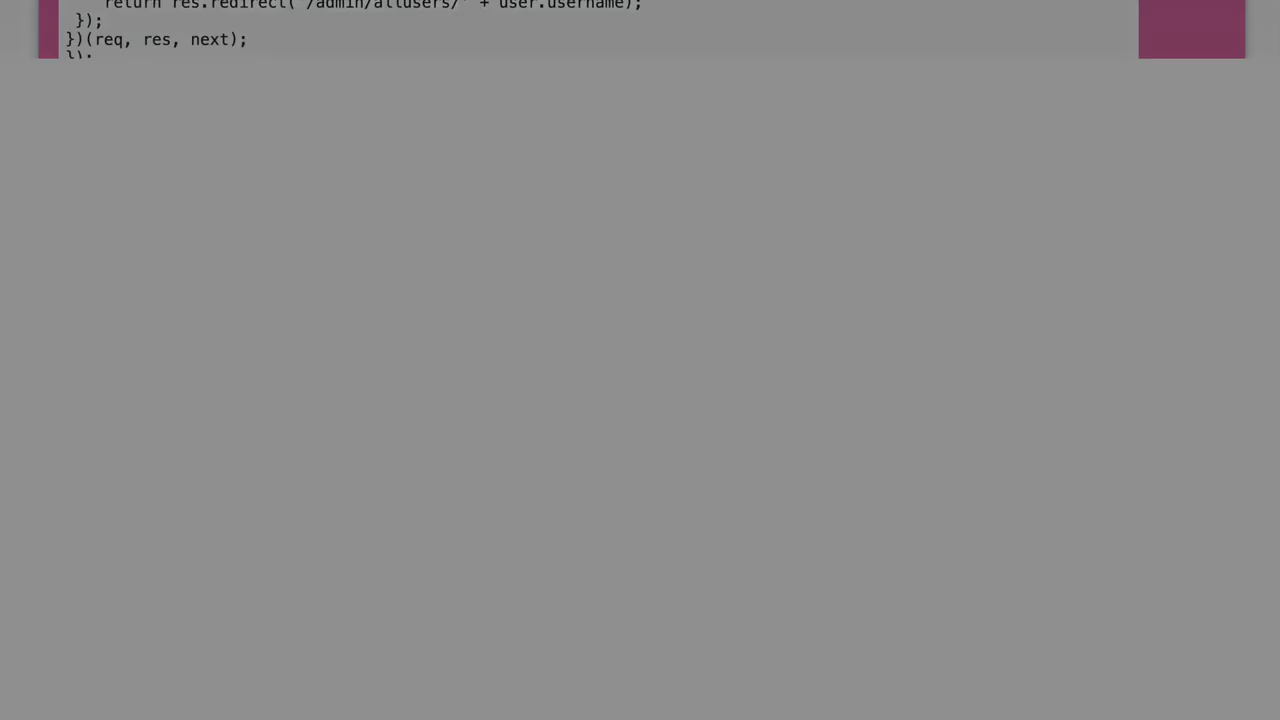 return res.redirect('/admin/allusers/' + user.username);
});
})(req, res, next);
});